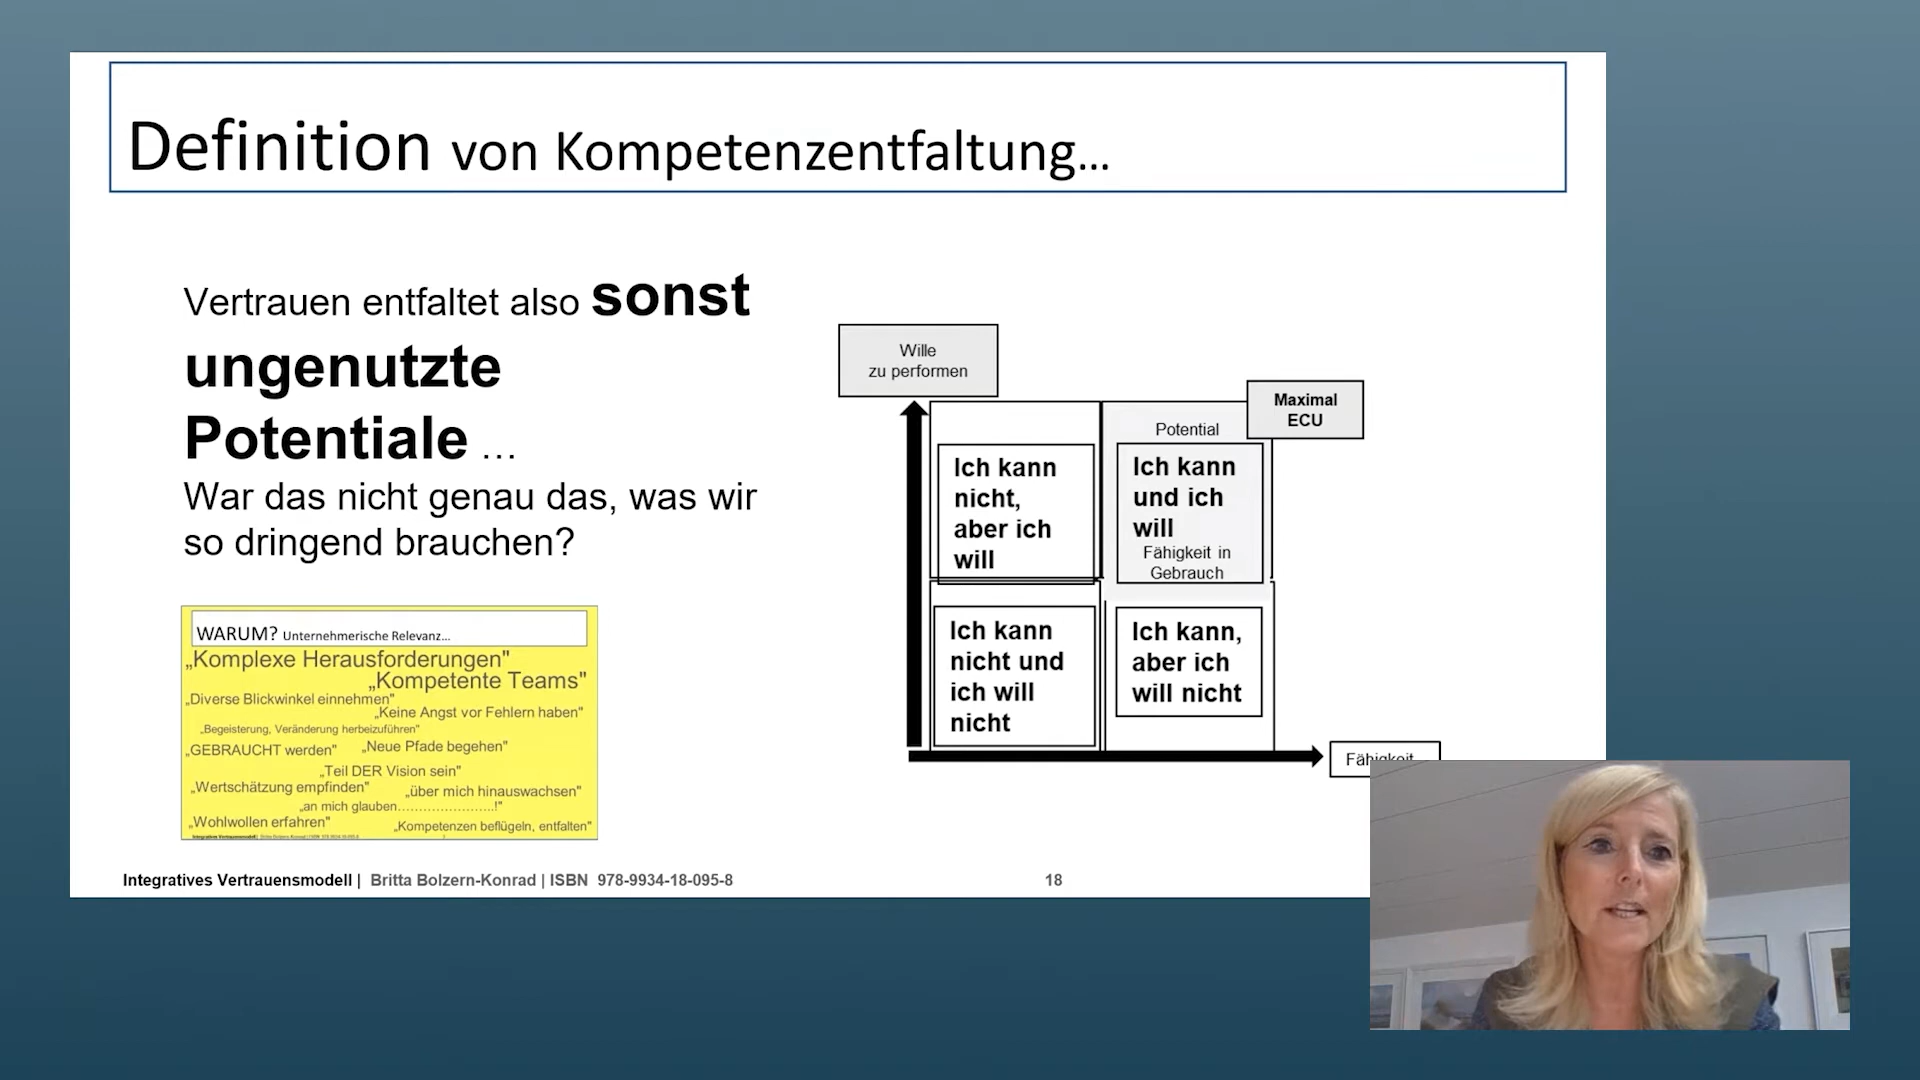 Definition von Kompetenzentfaltung...
Vertrauen entfaltet also sonst
ungenutzte
Potentiale ...
War das nicht genau das, was wir
so dringend brauchen?
WARUM? Unternehmerische Relevanz...
„Komplexe Herausforderungen"
„Kompetente Teams"
„Diverse Blickwinkel einnehmen"
„Keine Angst vor Fehlern haben"
„Begeisterung, Veränderung herbeizuführen"
„GEBRAUCHT werden" „Neue Pfade begehen"
„Teil DER Vision sein"
„Wertschätzung empfinden" „über mich hinauswachsen"
„an mich glauben…………………..!"
„Wohlwollen erfahren" „Kompetenzen beflügeln, entfalten"
Wille
zu performen
Maximal
ECU
Potential
Ich kann
nicht,
aber ich
will
Ich kann
und ich
will
Fähigkeit in
Gebrauch
Ich kann
nicht und
ich will
nicht
Ich kann,
aber ich
will nicht
Fähigkeit
Integratives Vertrauensmodell | Britta Bolzern-Konrad | ISBN 978-9934-18-095-8
18